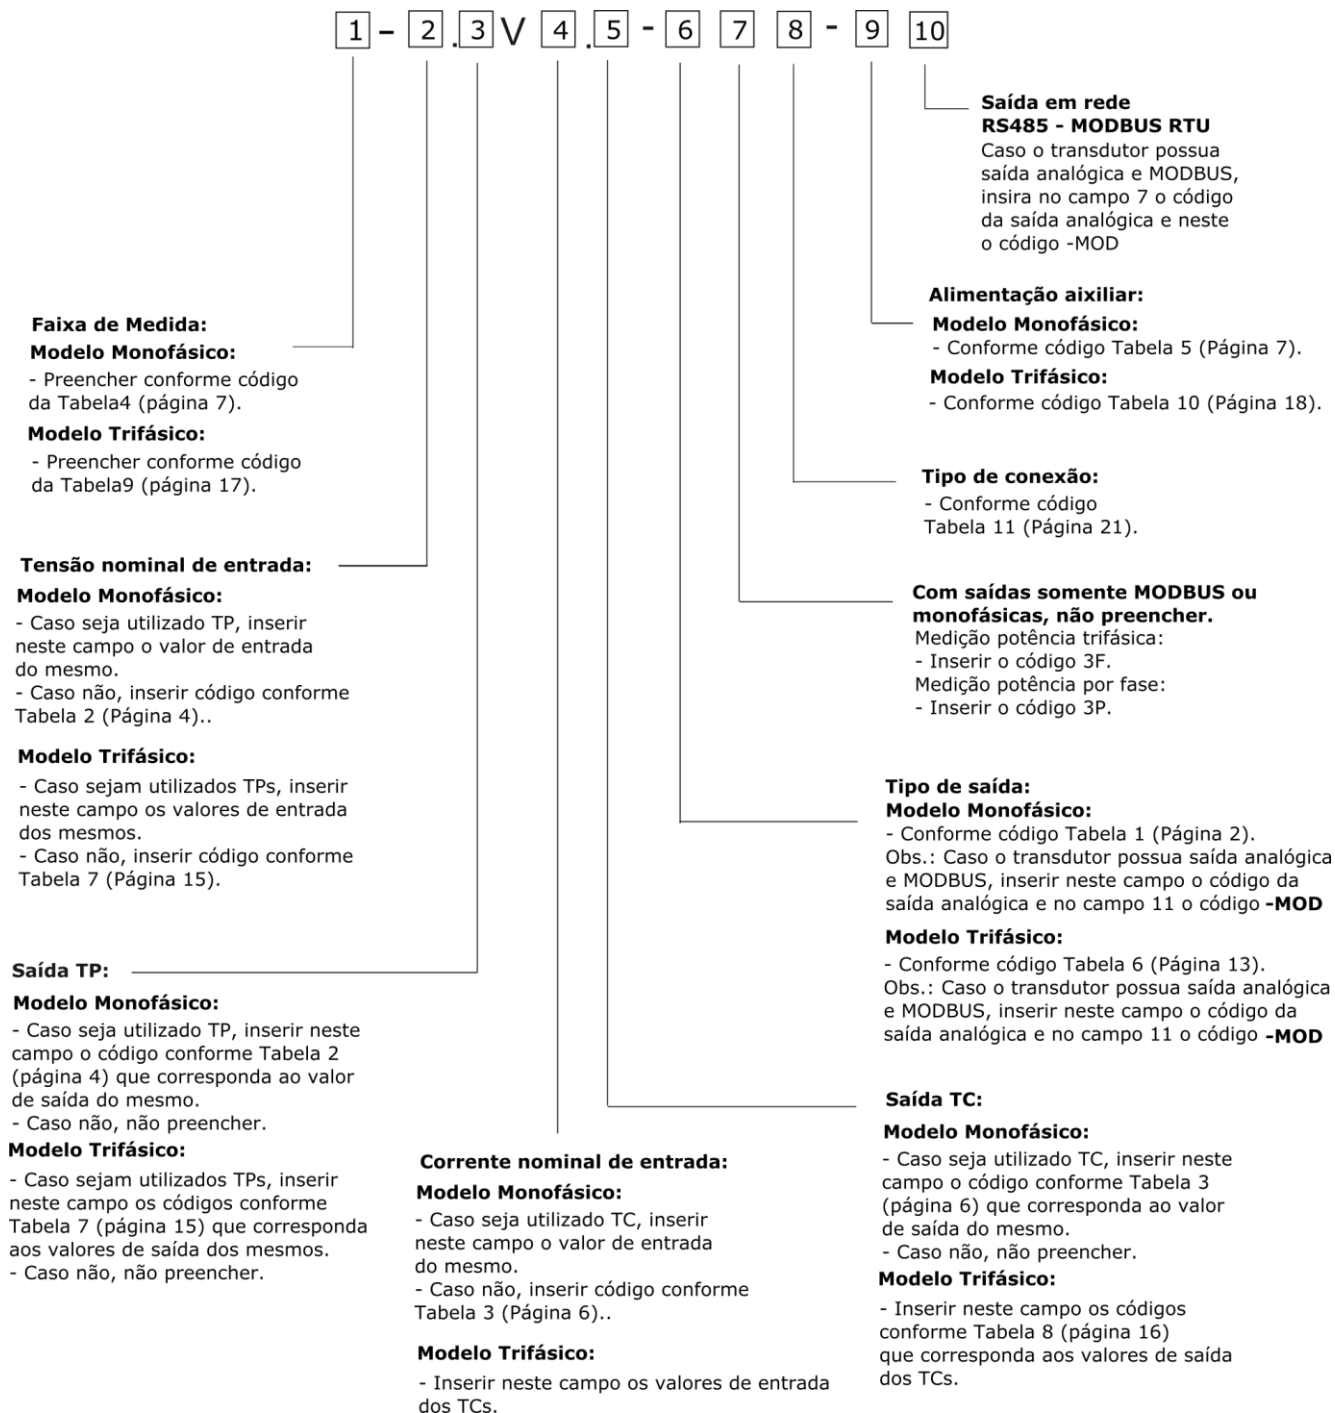 1 - 2 . 3 V 4 . 5 - 6 7 8 - 9 10
Saída em rede
RS485 - MODBUS RTU
Caso o transdutor possua
saída analógica e MODBUS,
insira no campo 7 o código
da saída analógica e neste
o código -MOD
Alimentação aixiliar:
Modelo Monofásico:
- Conforme código Tabela 5 (Página 7).
Modelo Trifásico:
- Conforme código Tabela 10 (Página 18).
Tipo de conexão:
- Conforme código
Tabela 11 (Página 21).
Com saídas somente MODBUS ou
monofásicas, não preencher.
Medição potência trifásica:
- Inserir o código 3F.
Medição potência por fase:
- Inserir o código 3P.
Tipo de saída:
Modelo Monofásico:
- Conforme código Tabela 1 (Página 2).
Obs.: Caso o transdutor possua saída analógica
e MODBUS, inserir neste campo o código da
saída analógica e no campo 11 o código -MOD
Modelo Trifásico:
- Conforme código Tabela 6 (Página 13).
Obs.: Caso o transdutor possua saída analógica
e MODBUS, inserir neste campo o código da
saída analógica e no campo 11 o código -MOD
Saída TC:
Modelo Monofásico:
- Caso seja utilizado TC, inserir neste
campo o código conforme Tabela 3
(página 6) que corresponda ao valor
de saída do mesmo.
- Caso não, não preencher.
Modelo Trifásico:
- Inserir neste campo os códigos
conforme Tabela 8 (página 16)
que corresponda aos valores de saída
dos TCs.
Faixa de Medida:
Modelo Monofásico:
- Preencher conforme código
da Tabela4 (página 7).
Modelo Trifásico:
- Preencher conforme código
da Tabela9 (página 17).
Tensão nominal de entrada:
Modelo Monofásico:
- Caso seja utilizado TP, inserir
neste campo o valor de entrada
do mesmo.
- Caso não, inserir código conforme
Tabela 2 (Página 4)..
Modelo Trifásico:
- Caso sejam utilizados TPs, inserir
neste campo os valores de entrada
dos mesmos.
- Caso não, inserir código conforme
Tabela 7 (Página 15).
Saída TP:
Modelo Monofásico:
- Caso seja utilizado TP, inserir neste
campo o código conforme Tabela 2
(página 4) que corresponda ao valor
de saída do mesmo.
- Caso não, não preencher.
Modelo Trifásico:
- Caso sejam utilizados TPs, inserir
neste campo os códigos conforme
Tabela 7 (página 15) que corresponda
aos valores de saída dos mesmos.
- Caso não, não preencher.
Corrente nominal de entrada:
Modelo Monofásico:
- Caso seja utilizado TC, inserir
neste campo o valor de entrada
do mesmo.
- Caso não, inserir código conforme
Tabela 3 (Página 6)..
Modelo Trifásico:
- Inserir neste campo os valores de entrada
dos TCs.